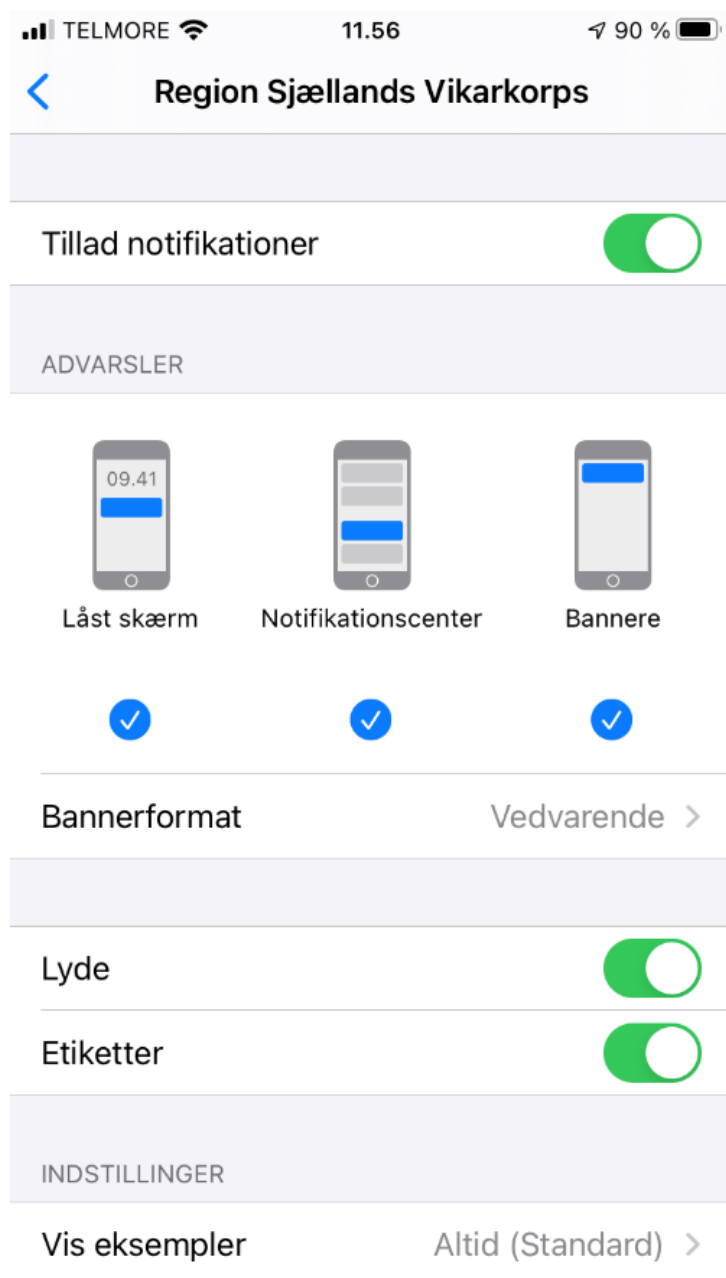 TELMORE 11.56 90 %
Region Sjællands Vikarkorps
Tillad notifikationer
ADVARSLER
09.41
Låst skærm Notifikationscenter Bannere
Bannerformat Vedvarende
Lyde
Etiketter
INDSTILLINGER
Vis eksempler Altid (Standard)